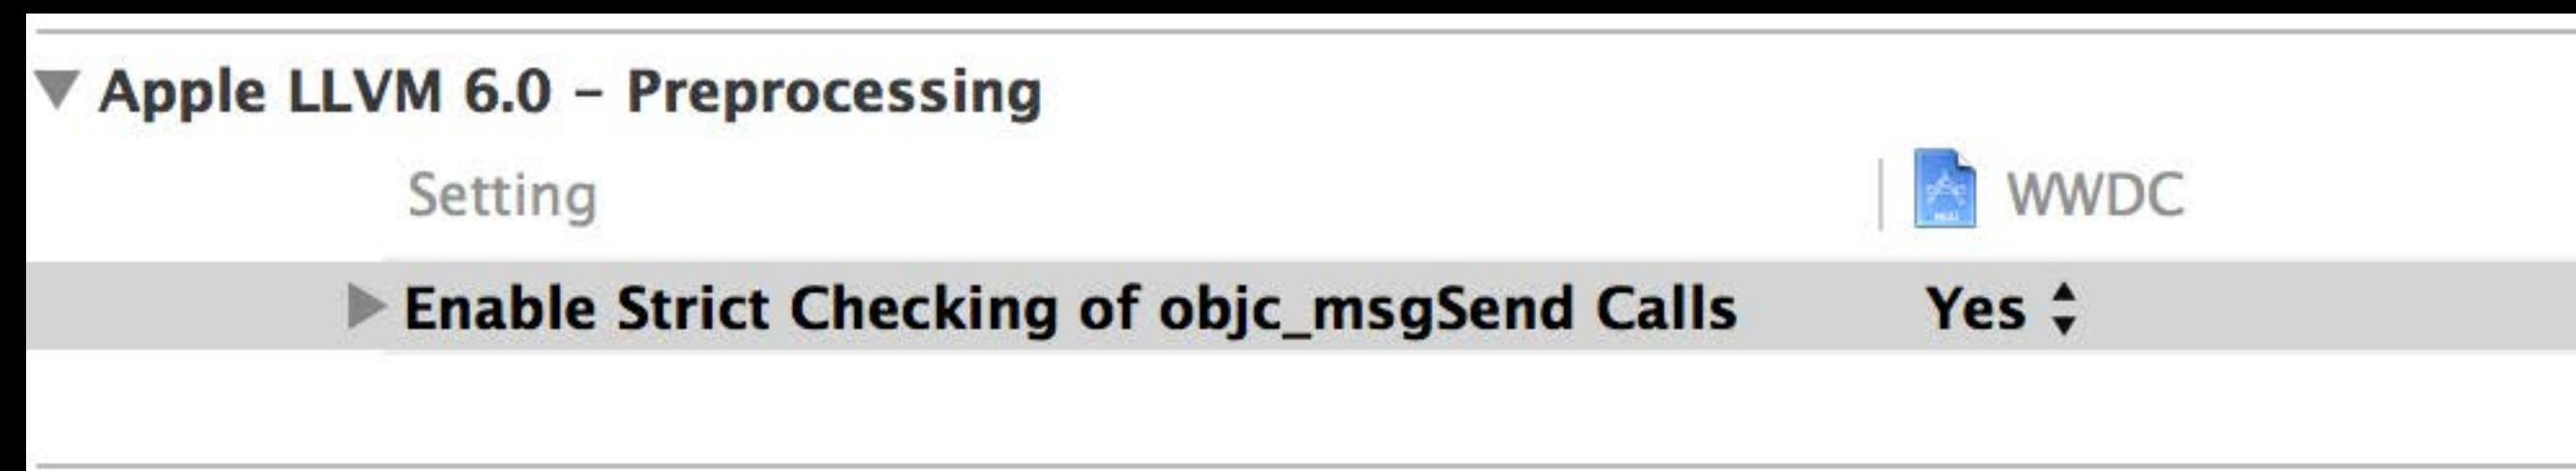 Apple LLVM 6.0 – Preprocessing
Setting WWDC
Enable Strict Checking of objc_msgSend Calls Yes